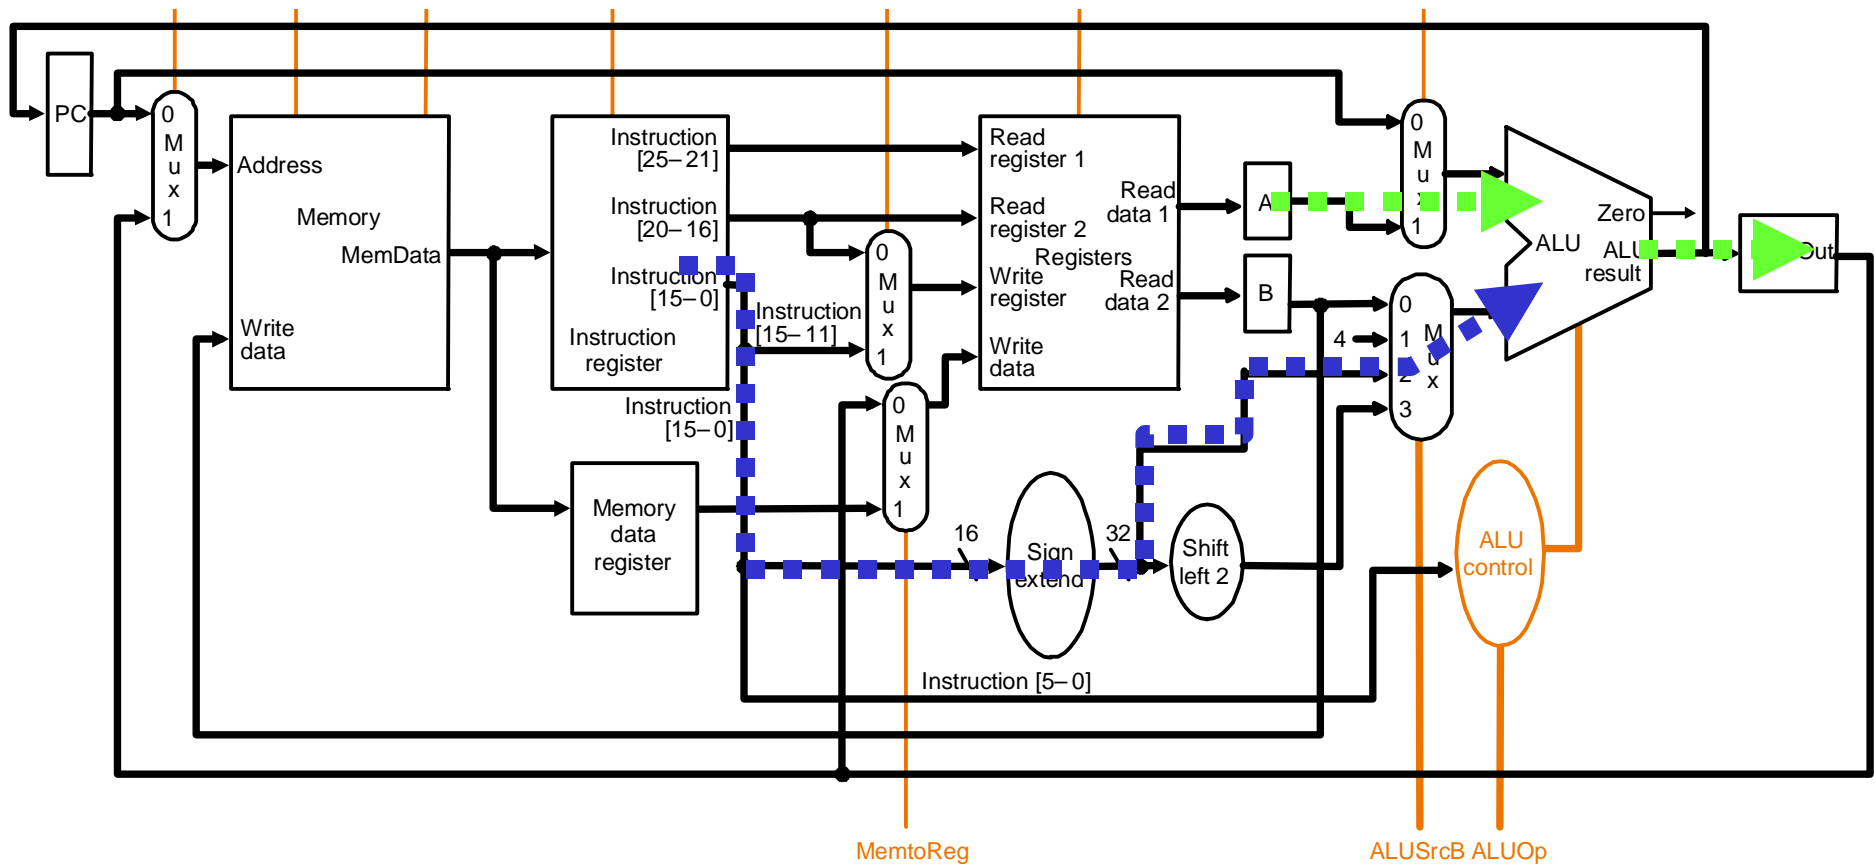 PC
0
M
u
x
1
Address
Memory
MemData
Write
data
Instruction
[25–21]
Instruction
[20–16]
Instruction
[15–0]
Instruction
register
Instruction
[15–11]
Instruction
[15–0]
Memory
data
register
0
M
u
x
1
0
M
u
x
1
16
Sign
extend
32
Shift
left 2
Read
register 1
Read
register 2
Registers
Write
register
Write
data
Read
data 1
Read
data 2
A
B
4
0
M
u
x
1
0
1
2
3
M
u
x
Zero
ALU
ALU
result
Out
ALU
control
Instruction [5–0]
MemtoReg
ALUSrcB ALUOp